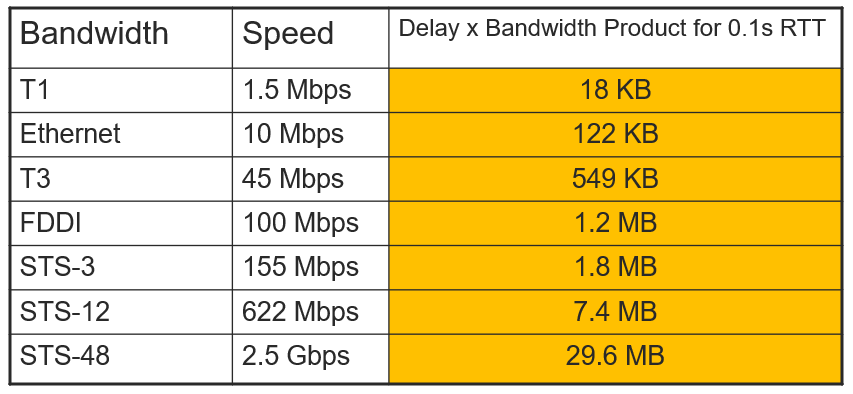 Bandwidth Speed Delay x Bandwidth Product for 0.1s RTT
T1 1.5 Mbps 18 KB
Ethernet 10 Mbps 122 KB
T3 45 Mbps 549 KB
FDDI 100 Mbps 1.2 MB
STS-3 155 Mbps 1.8 MB
STS-12 622 Mbps 7.4 MB
STS-48 2.5 Gbps 29.6 MB